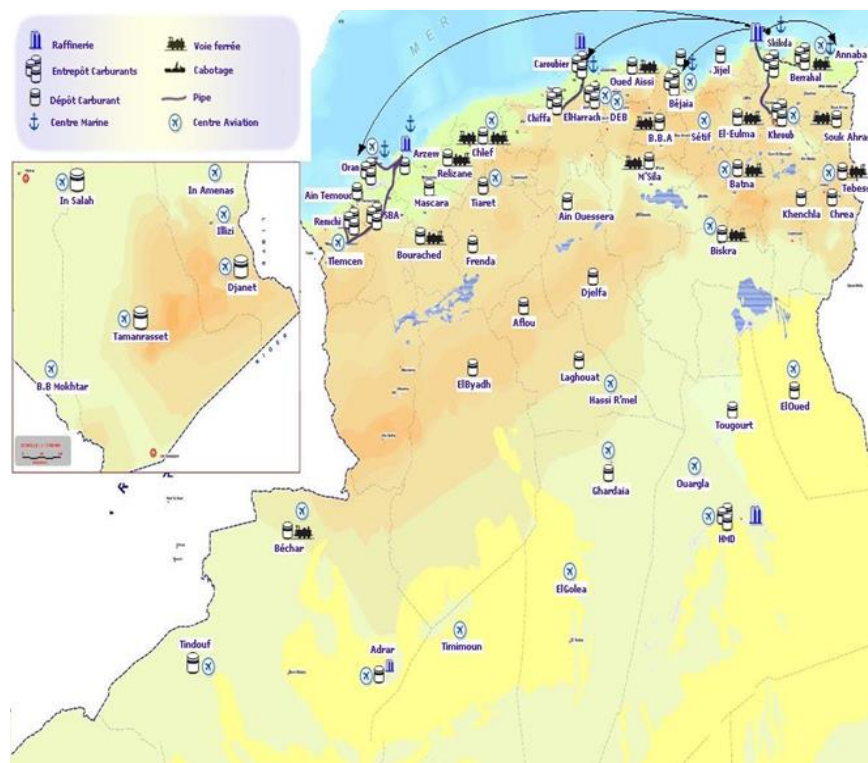 MER
Raffinerie
Voie ferrée
Entrepôt Carburants
Cabotage
Dépôt Carburant
Pipe
Centre Marine
Centre Aviation
Skikda
Annaba
Caroubier
Oued Aissi
Jijel
Berrahal
Béjaia
Chiffa
ElHarrach
DEB
B.B.A
Sétif
El-Eulma
Khroub
Souk Ahras
Oran
Arzew
Chlef
Relizane
M'Sila
Batna
Tebessa
Ain Temouchent
Mascara
Tiaret
Ain Ouessera
Khenchla
Chrea
Remchi
SBA
Tlemcen
Bourached
Frenda
Biskra
Djelfa
Aflou
ElByadh
Laghouat
Hassi R'mel
ElOued
Tougourt
Ghardaia
Ouargla
HMD
Béchar
ElGolea
Tindouf
Adrar
Timimoun
In Salah
In Amenas
Illizi
Djanet
Tamanrasset
B.B Mokhtar
NIGER